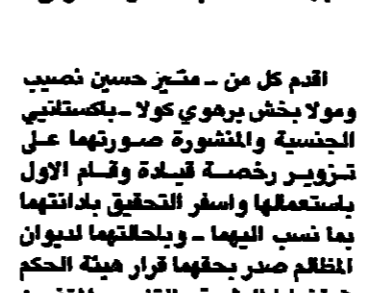 اقدم كل من ـ متيز حسين نصيب
ومولا بخش برهوي كولا ـ باكستانيي
الجنسية والمنشورة صورتهما على
تزوير رخصة قيادة وقام الاول
باستعمالها واسفر التحقيق بادانتهما
بما نسب اليهما ـ وباحالتهما لديوان
المظالم صدر بحقهما قرار هيئة الحكم